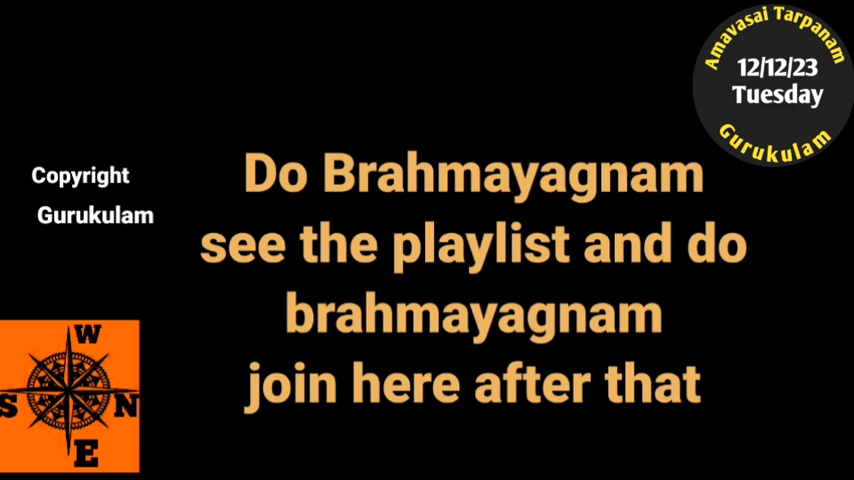 Amavasai Tarpanam
12/12/23
Tuesday
Gurukulam
Copyright
Gurukulam
Do Brahmayagnam
see the playlist and do
brahmayagnam
join here after that
W
S N
E